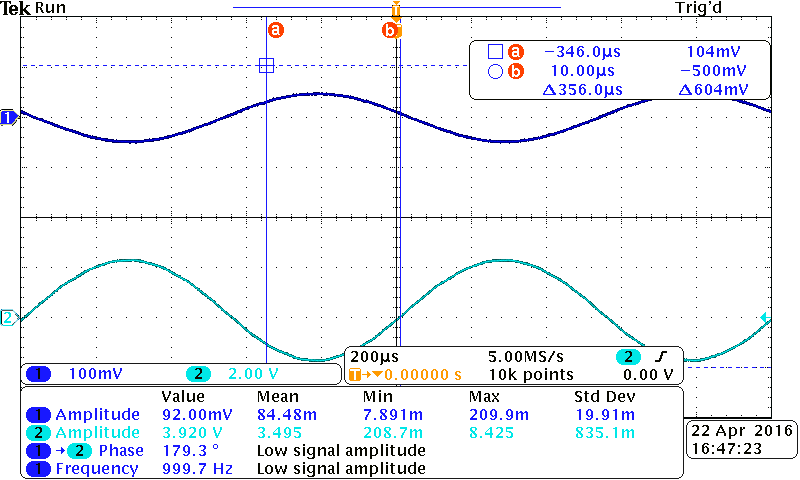 Tek Run Trig'd
T
a b
a −346.0µs 104mV
b 10.00µs −500mV
Δ356.0µs Δ604mV
1
2
1 100mV 2 2.00 V
200µs 5.00MS/s 2
T→▼0.00000 s 10k points 0.00 V
Value Mean Min Max Std Dev
1 Amplitude 92.00mV 84.48m 7.891m 209.9m 19.91m
2 Amplitude 3.920 V 3.495 208.7m 8.425 835.1m
1 → 2 Phase 179.3 ° Low signal amplitude
1 Frequency 999.7 Hz Low signal amplitude
22 Apr 2016
16:47:23